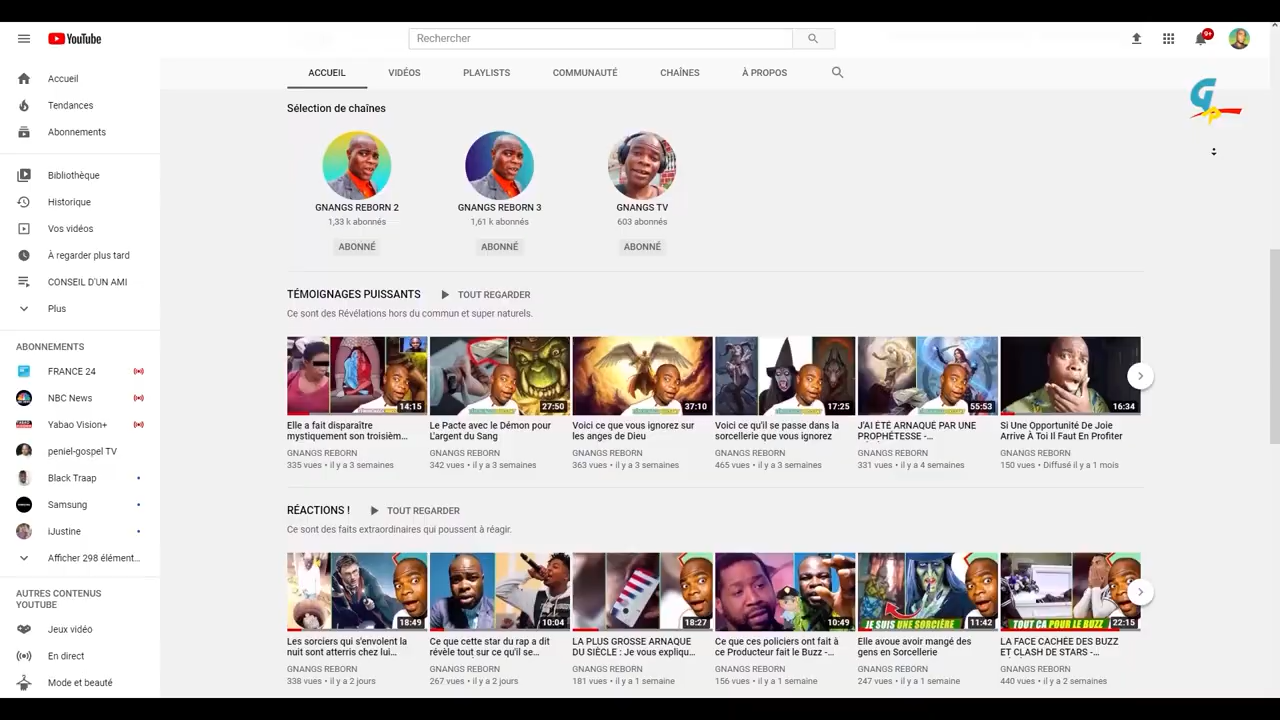 YouTube
Rechercher
9+
Accueil
Tendances
Abonnements
Bibliothèque
Historique
Vos vidéos
À regarder plus tard
CONSEIL D'UN AMI
Plus
ABONNEMENTS
FRANCE 24
NBC News
Yabao Vision+
peniel-gospel TV
Black Traap
Samsung
iJustine
Afficher 298 élément...
AUTRES CONTENUS
YOUTUBE
Jeux vidéo
En direct
Mode et beauté
ACCUEIL VIDÉOS PLAYLISTS COMMUNAUTÉ CHAÎNES À PROPOS
Gp
Sélection de chaînes
GNANGS REBORN 2
1,33 k abonnés
ABONNÉ
GNANGS REBORN 3
1,61 k abonnés
ABONNÉ
GNANGS TV
603 abonnés
ABONNÉ
TÉMOIGNAGES PUISSANTS TOUT REGARDER
Ce sont des Révélations hors du commun et super naturels.
14:15
Elle a fait disparaître
mystiquement son troisièm...
GNANGS REBORN
335 vues • il y a 3 semaines
27:50
Le Pacte avec le Démon pour
L'argent du Sang
GNANGS REBORN
342 vues • il y a 3 semaines
37:10
Voici ce que vous ignorez sur
les anges de Dieu
GNANGS REBORN
363 vues • il y a 3 semaines
17:25
Voici ce qu'il se passe dans la
sorcellerie que vous ignorez
GNANGS REBORN
465 vues • il y a 3 semaines
55:53
J'AI ÉTÉ ARNAQUÉ PAR UNE
PROPHÉTESSE -...
GNANGS REBORN
331 vues • il y a 4 semaines
16:34
Si Une Opportunité De Joie
Arrive À Toi Il Faut En Profiter
GNANGS REBORN
150 vues • Diffusé il y a 1 mois
RÉACTIONS ! TOUT REGARDER
Ce sont des faits extraordinaires qui poussent à réagir.
18:49
Les sorciers qui s'envolent la
nuit sont atterris chez lui...
GNANGS REBORN
338 vues • il y a 2 jours
10:04
Ce que cette star du rap a dit
révèle tout sur ce qu'il se...
GNANGS REBORN
267 vues • il y a 2 jours
18:27
LA PLUS GROSSE ARNAQUE
DU SIÈCLE : Je vous expliqu...
GNANGS REBORN
181 vues • il y a 1 semaine
10:49
Ce que ces policiers ont fait à
ce Producteur fait le Buzz -...
GNANGS REBORN
156 vues • il y a 1 semaine
JE SUIS UNE SORCIÈRE
11:42
Elle avoue avoir mangé des
gens en Sorcellerie
GNANGS REBORN
247 vues • il y a 1 semaine
TOUT CA POUR LE BUZZ
22:15
LA FACE CACHÉE DES BUZZ
ET CLASH DE STARS -...
GNANGS REBORN
440 vues • il y a 2 semaines